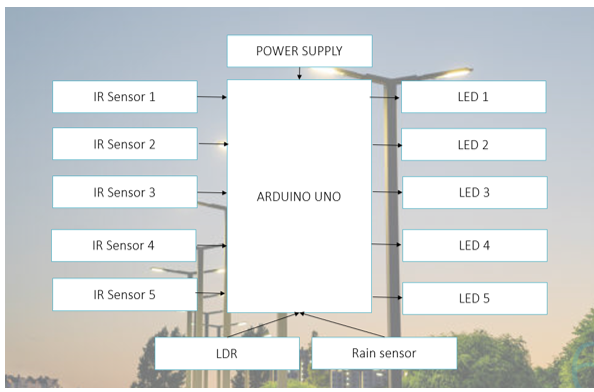 POWER SUPPLY
IR Sensor 1
LED 1
IR Sensor 2
LED 2
IR Sensor 3
ARDUINO UNO
LED 3
IR Sensor 4
LED 4
IR Sensor 5
LED 5
LDR
Rain sensor